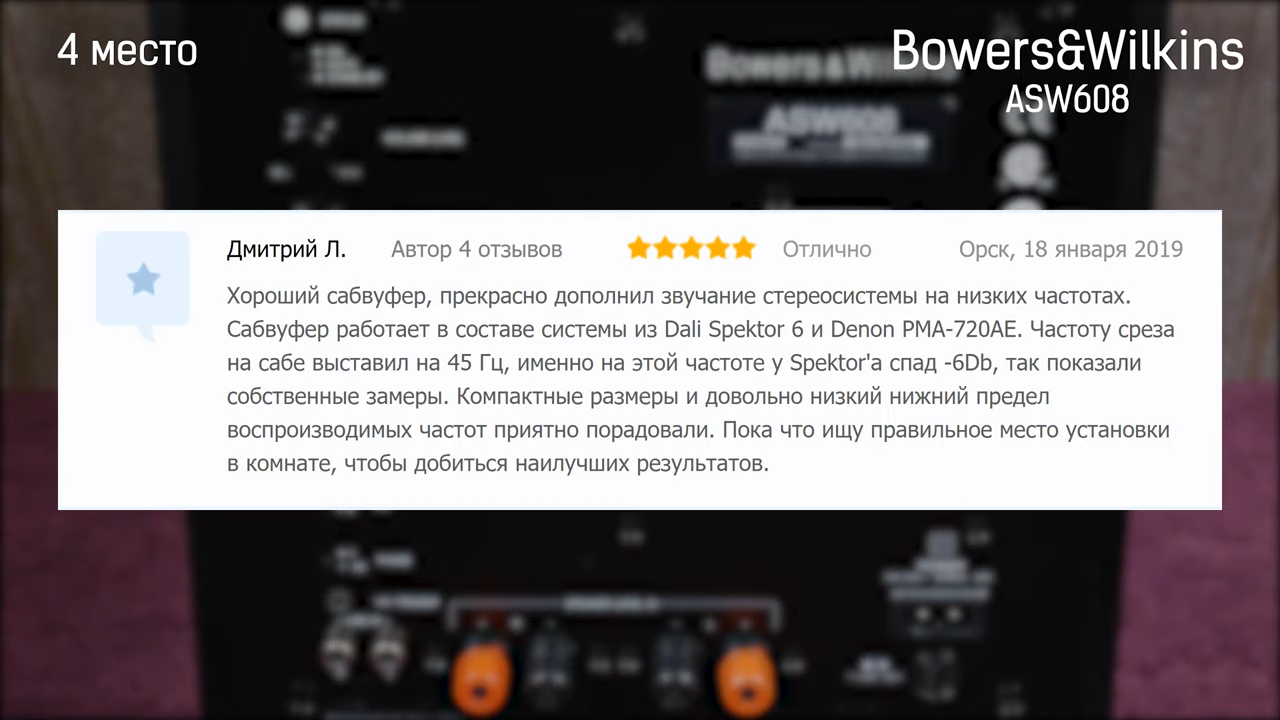 4 место
Bowers&Wilkins
ASW608
Bowers&Wilkins
ASW608
Дмитрий Л. Автор 4 отзывов Отлично Орск, 18 января 2019
Хороший сабвуфер, прекрасно дополнил звучание стереосистемы на низких частотах.
Сабвуфер работает в составе системы из Dali Spektor 6 и Denon PMA-720AE. Частоту среза
на сабе выставил на 45 Гц, именно на этой частоте у Spektor'а спад -6Db, так показали
собственные замеры. Компактные размеры и довольно низкий нижний предел
воспроизводимых частот приятно порадовали. Пока что ищу правильное место установки
в комнате, чтобы добиться наилучших результатов.